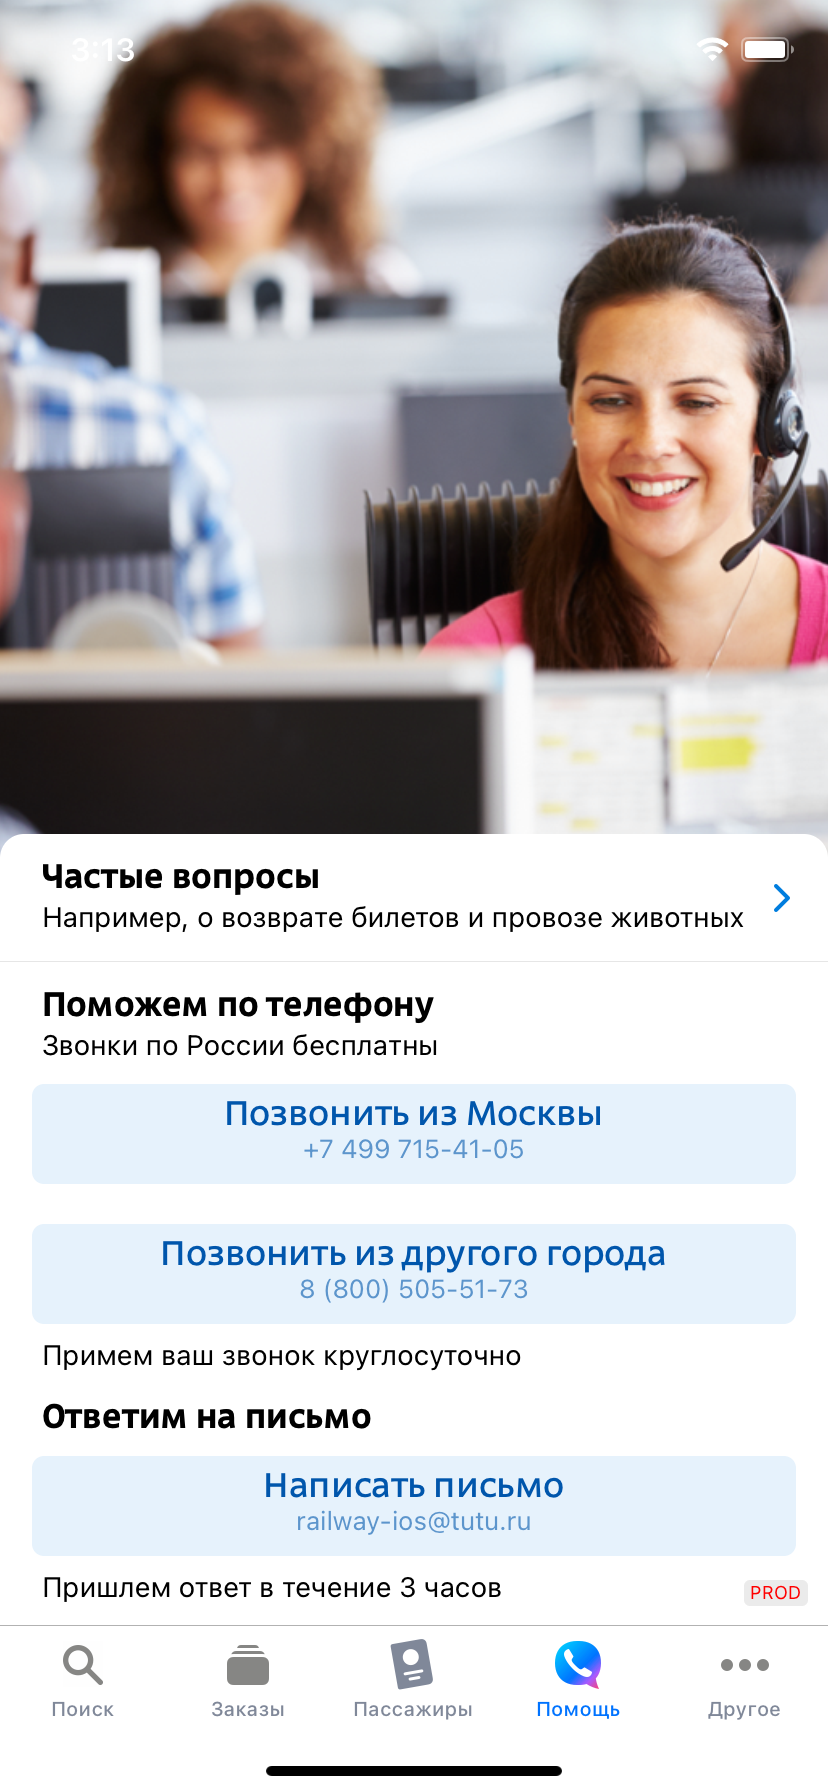 3:13
Частые вопросы
Например, о возврате билетов и провозе животных
Поможем по телефону
Звонки по России бесплатны
Позвонить из Москвы
+7 499 715-41-05
Позвонить из другого города
8 (800) 505-51-73
Примем ваш звонок круглосуточно
Ответим на письмо
Написать письмо
railway-ios@tutu.ru
Пришлем ответ в течение 3 часов
PROD
Поиск
Заказы
Пассажиры
Помощь
Другое